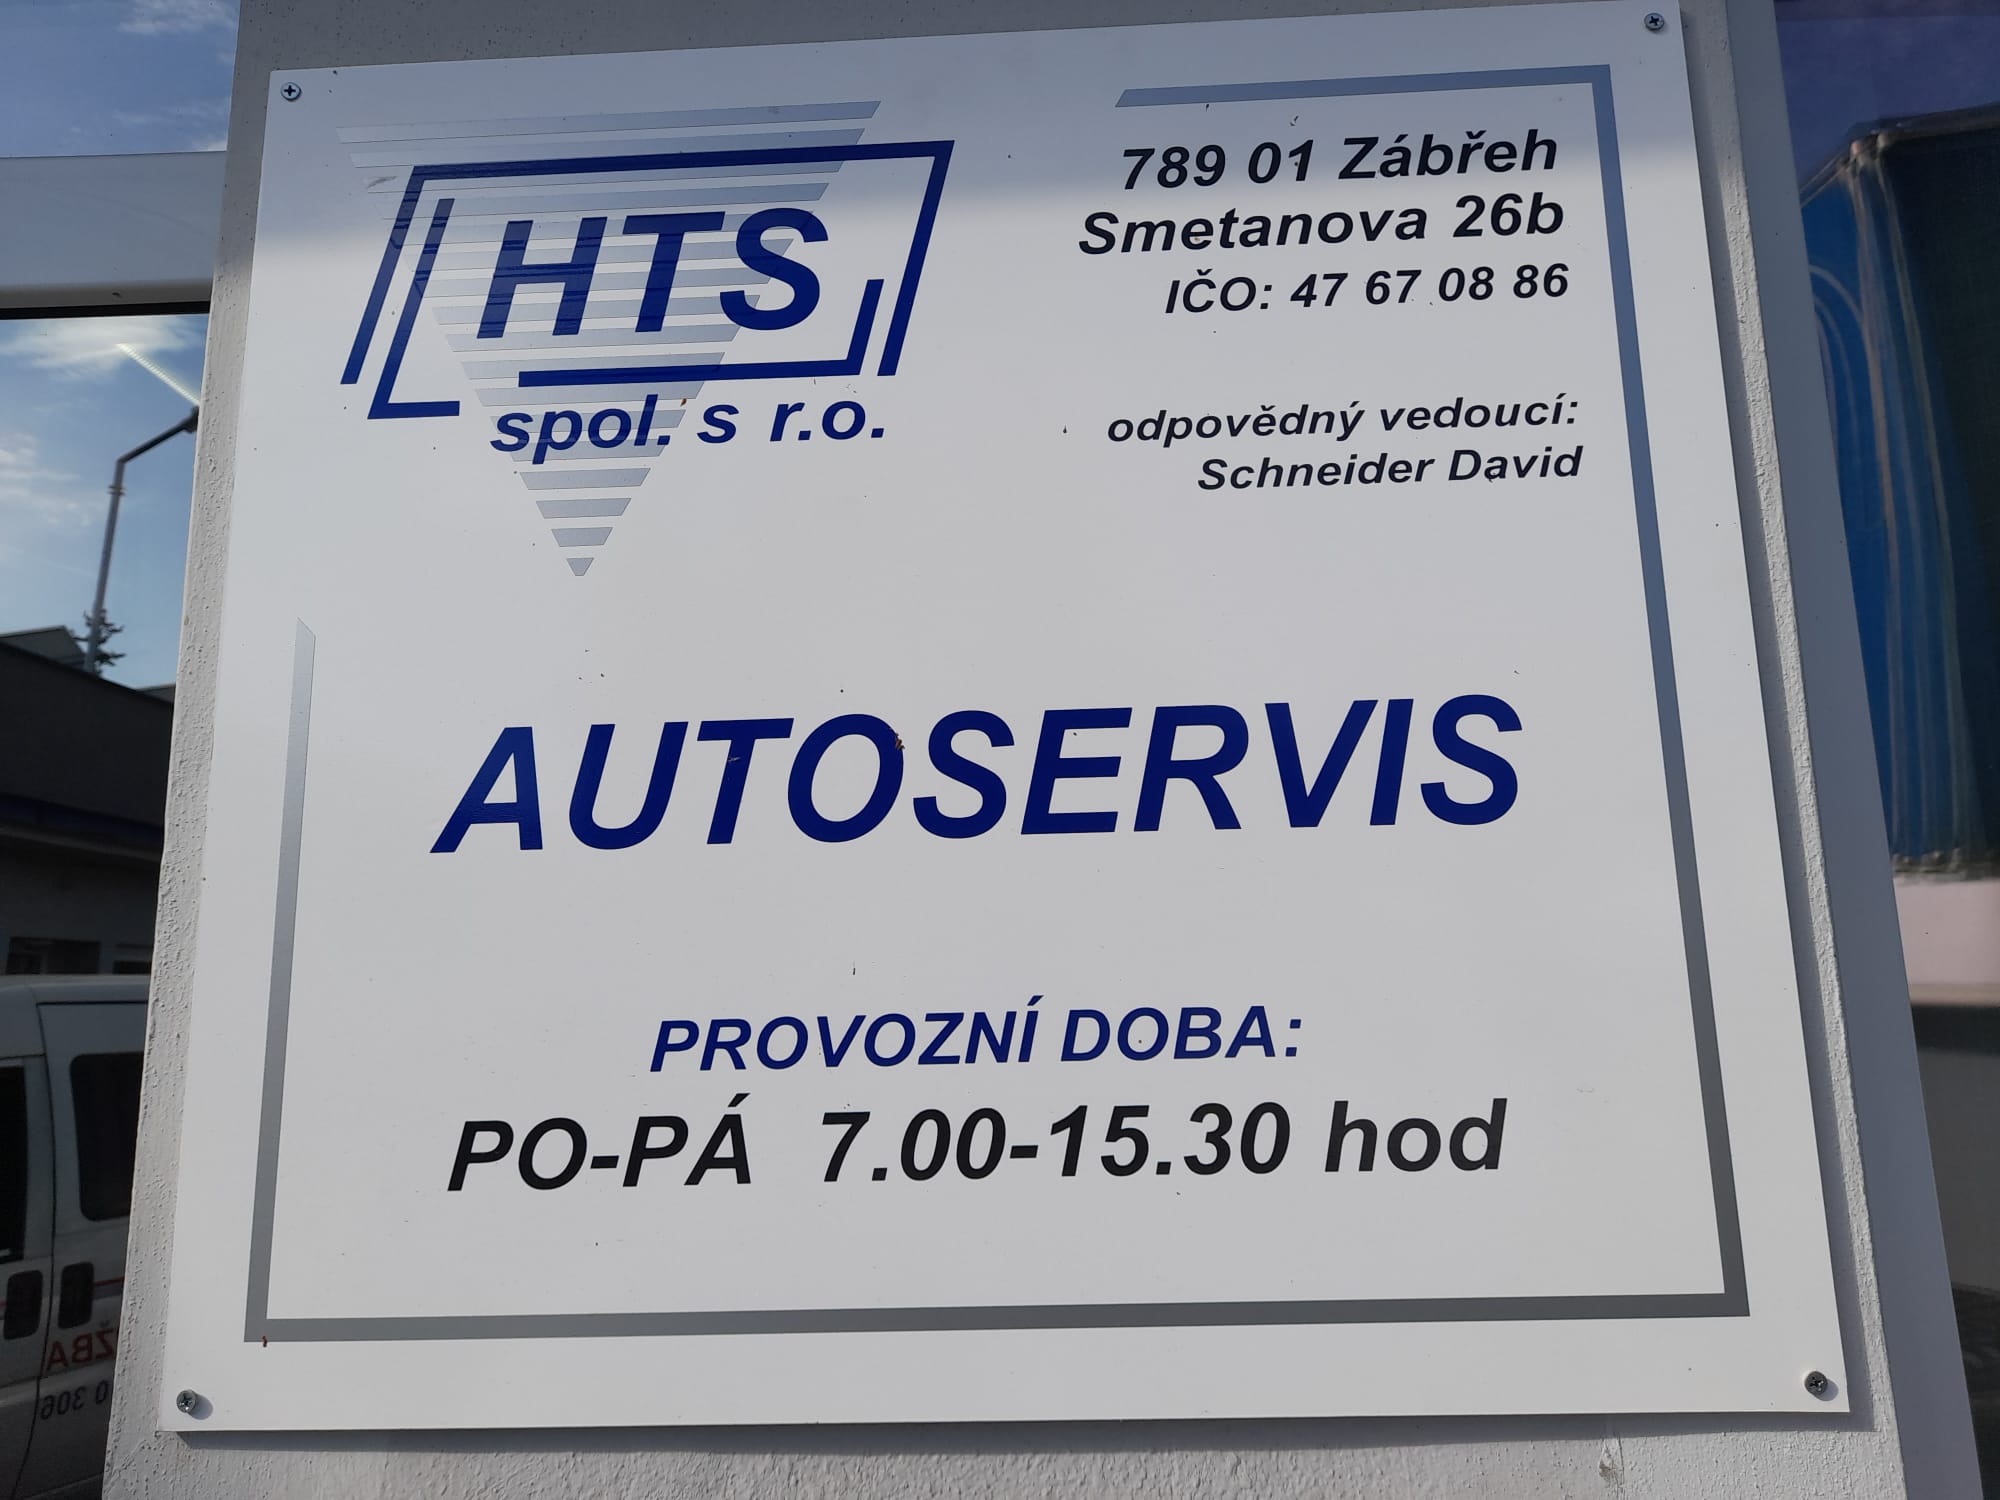 HTS
spol. s r.o.
789 01 Zábřeh
Smetanova 26b
IČO: 47 67 08 86
odpovědný vedoucí:
Schneider David
AUTOSERVIS
PROVOZNÍ DOBA:
PO-PÁ 7.00-15.30 hod